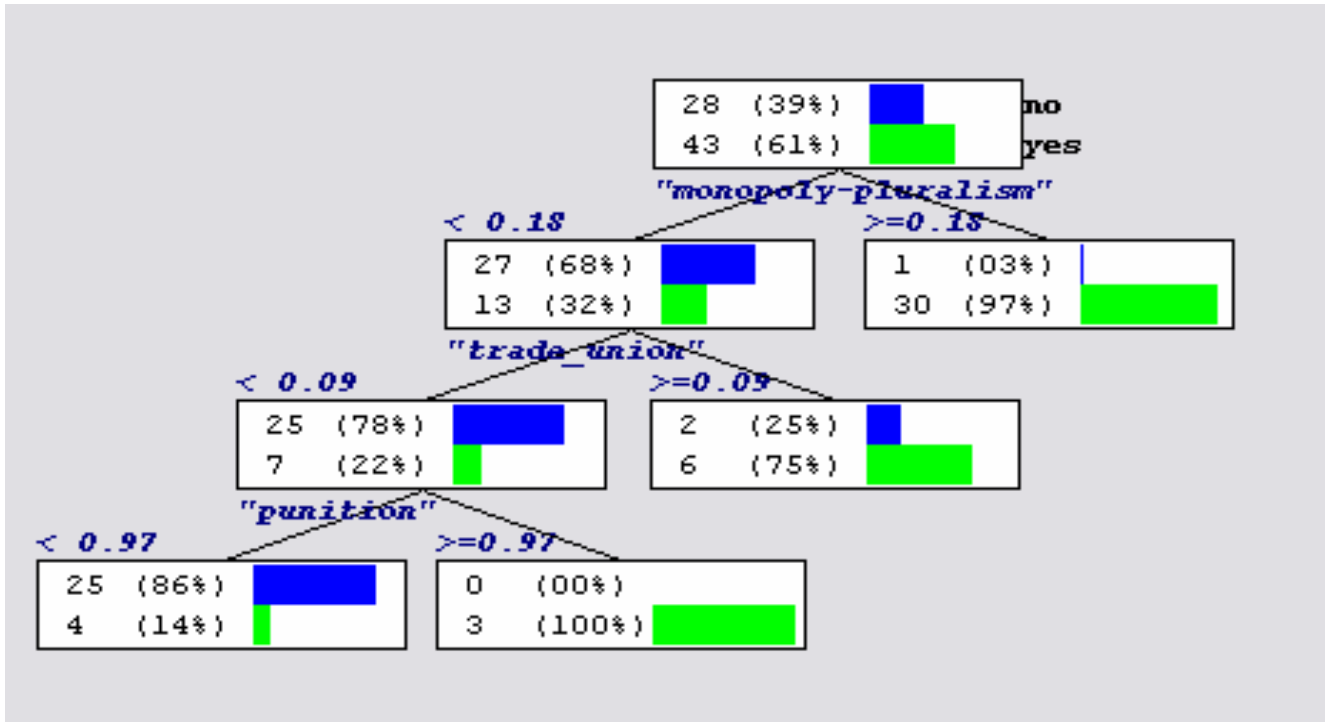 28 (39%) no
43 (61%) yes
"monopoly-pluralism"
< 0.18 >=0.18
27 (68%) 1 (03%)
13 (32%) 30 (97%)
"trada_union"
< 0.09 >=0.09
25 (78%) 2 (25%)
7 (22%) 6 (75%)
"punition"
< 0.97 >=0.97
25 (86%) 0 (00%)
4 (14%) 3 (100%)